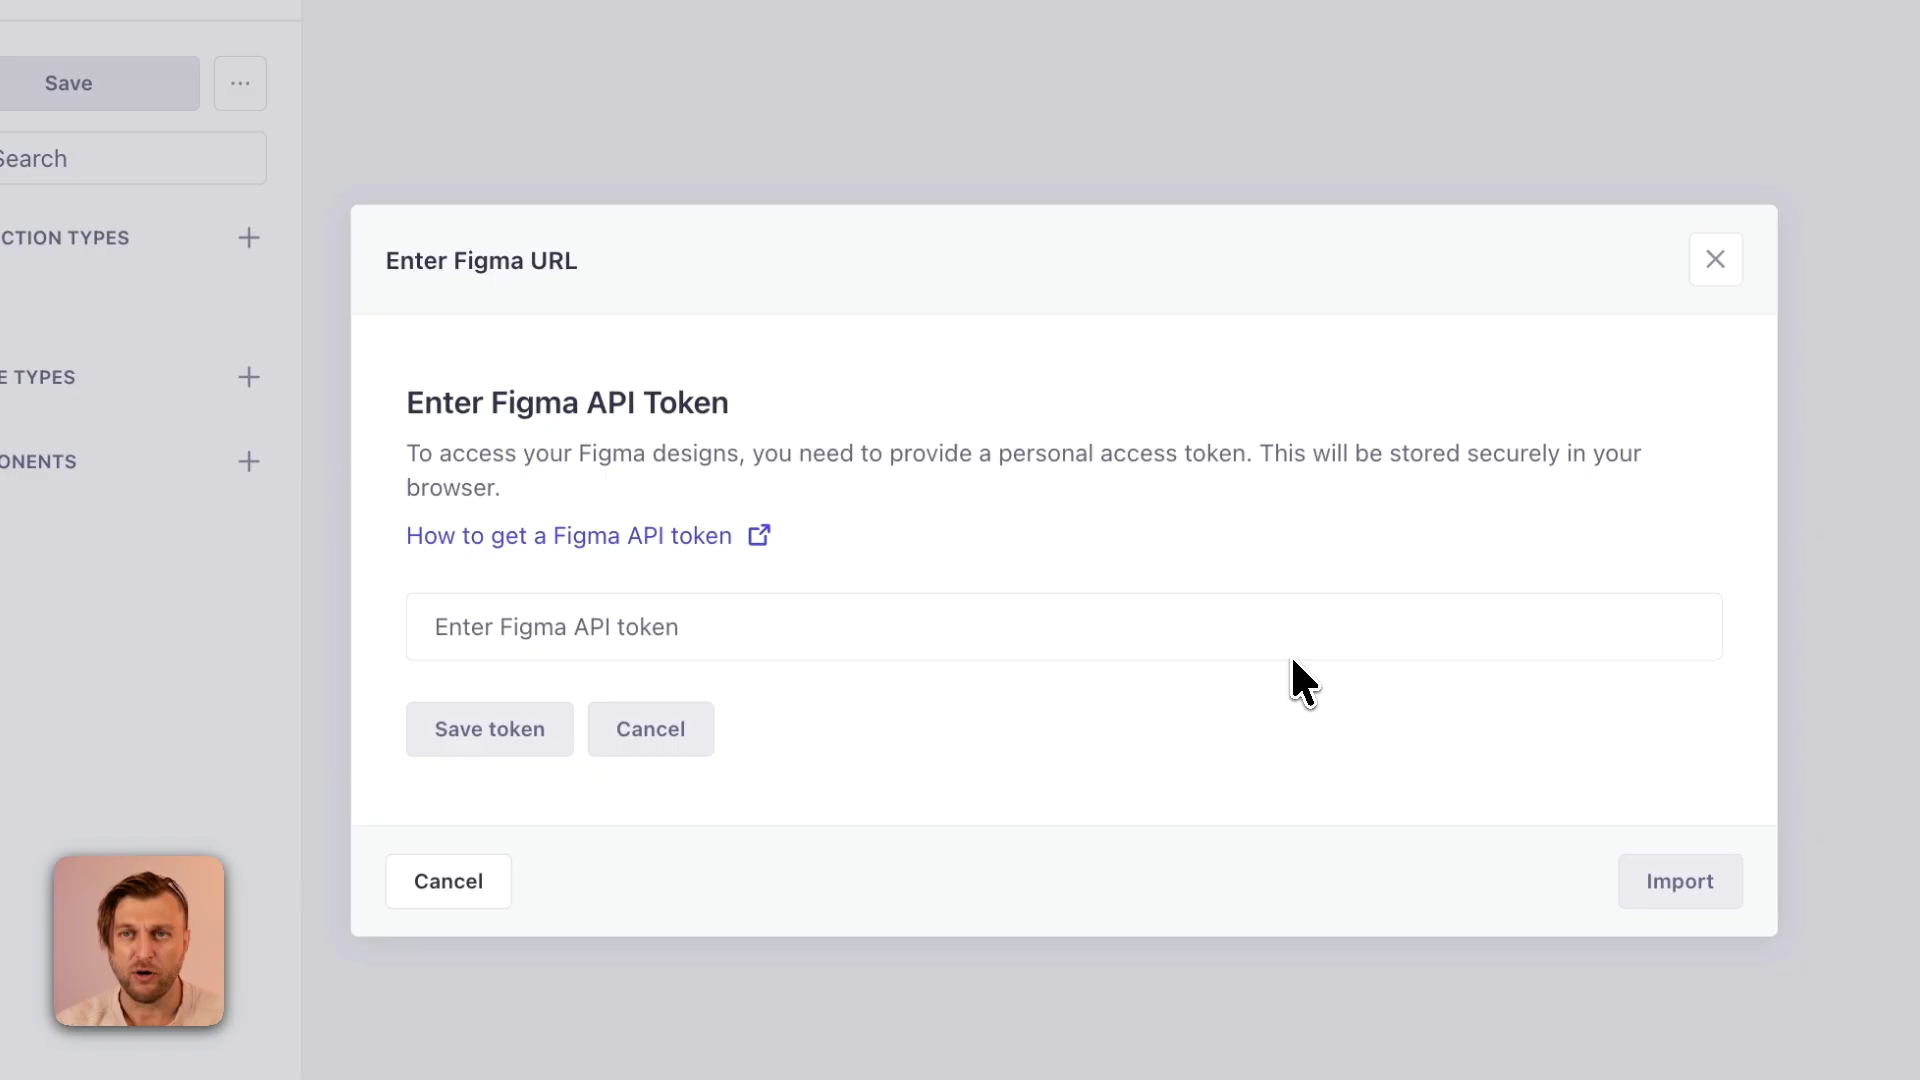 Save
...
Search
CTION TYPES
E TYPES
ONENTS
Enter Figma URL
Enter Figma API Token
To access your Figma designs, you need to provide a personal access token. This will be stored securely in your
browser.
How to get a Figma API token
Enter Figma API token
Save token
Cancel
Cancel
Import